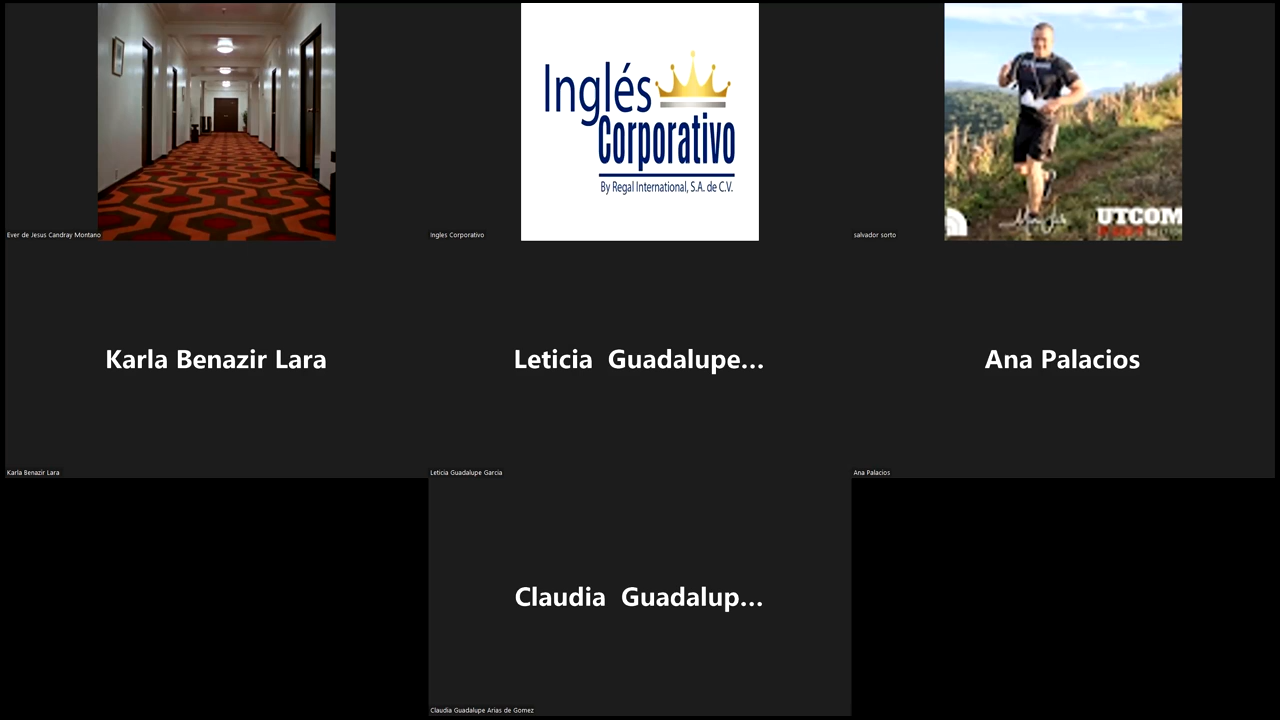 Inglés
Corporativo
By Regal International, S.A. de C.V.
UTCOM
Ever de Jesus Candray Montano
Ingles Corporativo
salvador sorto
Karla Benazir Lara
Leticia Guadalupe...
Ana Palacios
Karla Benazir Lara
Leticia Guadalupe Garcia
Ana Palacios
Claudia Guadalup...
Claudia Guadalupe Arias de Gomez